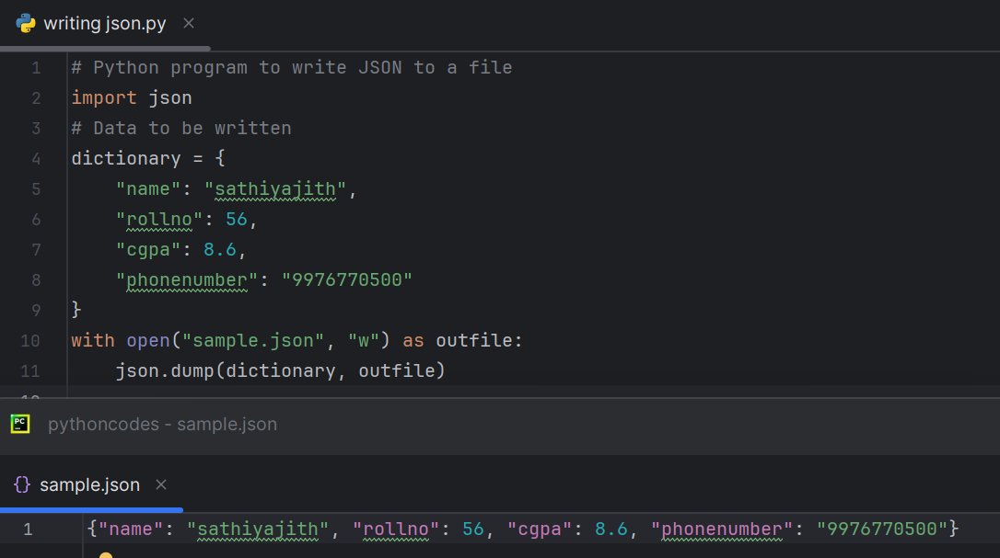 writing json.py
1 # Python program to write JSON to a file
2 import json
3 # Data to be written
4 dictionary = {
5     "name": "sathiyajith",
6     "rollno": 56,
7     "cgpa": 8.6,
8     "phonenumber": "9976770500"
9 }
10 with open("sample.json", "w") as outfile:
11     json.dump(dictionary, outfile)
PC pythoncodes - sample.json
{} sample.json
1 {"name": "sathiyajith", "rollno": 56, "cgpa": 8.6, "phonenumber": "9976770500"}